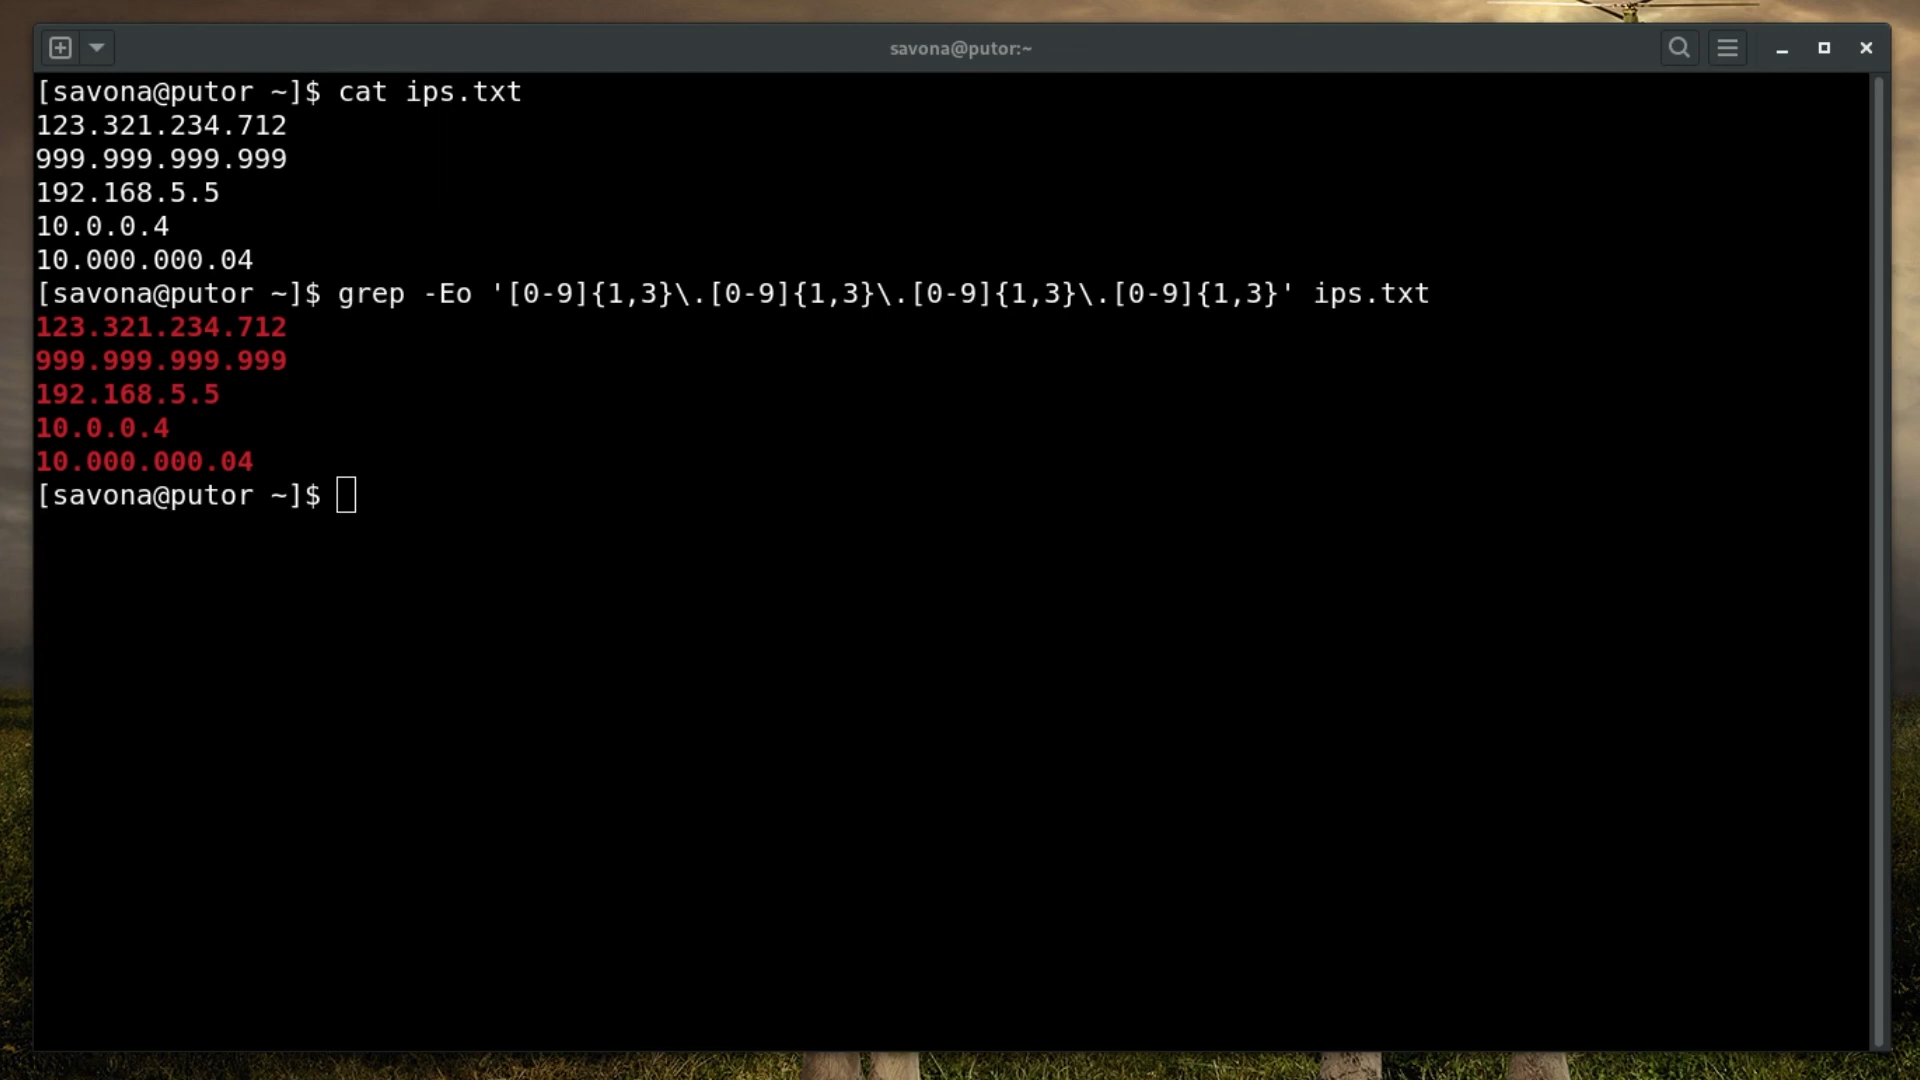 savona@putor:~
[savona@putor ~]$ cat ips.txt
123.321.234.712
999.999.999.999
192.168.5.5
10.0.0.4
10.000.000.04
[savona@putor ~]$ grep -Eo '[0-9]{1,3}\.[0-9]{1,3}\.[0-9]{1,3}\.[0-9]{1,3}' ips.txt
123.321.234.712
999.999.999.999
192.168.5.5
10.0.0.4
10.000.000.04
[savona@putor ~]$